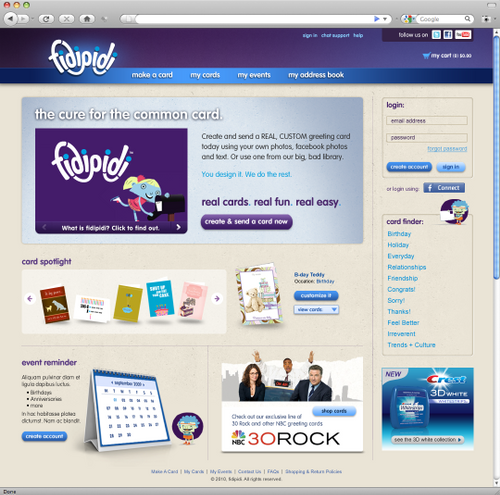 Google
fidipidi
sign in chat support help
follow us on
You Tube
my cart (0) $0.00
make a card my cards my events my address book
the cure for the common card.
fidipidi
What is fidipidi? Click to find out.
Create and send a REAL, CUSTOM greeting card
today using your own photos, facebook photos
and text. Or use one from our big, bad library.
You design it. We do the rest.
real cards. real fun. real easy.
create & send a card now
login:
email address
password
forgot password
create account sign in
or login using: f Connect
card finder:
Birthday
Holiday
Everyday
Relationships
Friendship
Congrats!
Sorry!
Thanks!
Feel Better
Irreverent
Trends + Culture
card spotlight
B-day Teddy
Occasion: Birthday
customize it
view cards:
event reminder
Aliquam pulvinar diam et
ligula dapibus luctus.
• Birthdays
• Anniversaries
• more
In hac habitasse platea
dictumst. Nam ac blandit.
create account
september 2009
shop cards
Check out our exclusive line of
30 Rock and other NBC greeting cards.
NBC 30ROCK
NEW
Crest
3D WHITE
Whitestrips
see the 3D white collection
Make A Card | My Cards | My Events | Contact Us | FAQs | Shopping & Return Policies
© 2010, fidipidi. All rights reserved.
Done